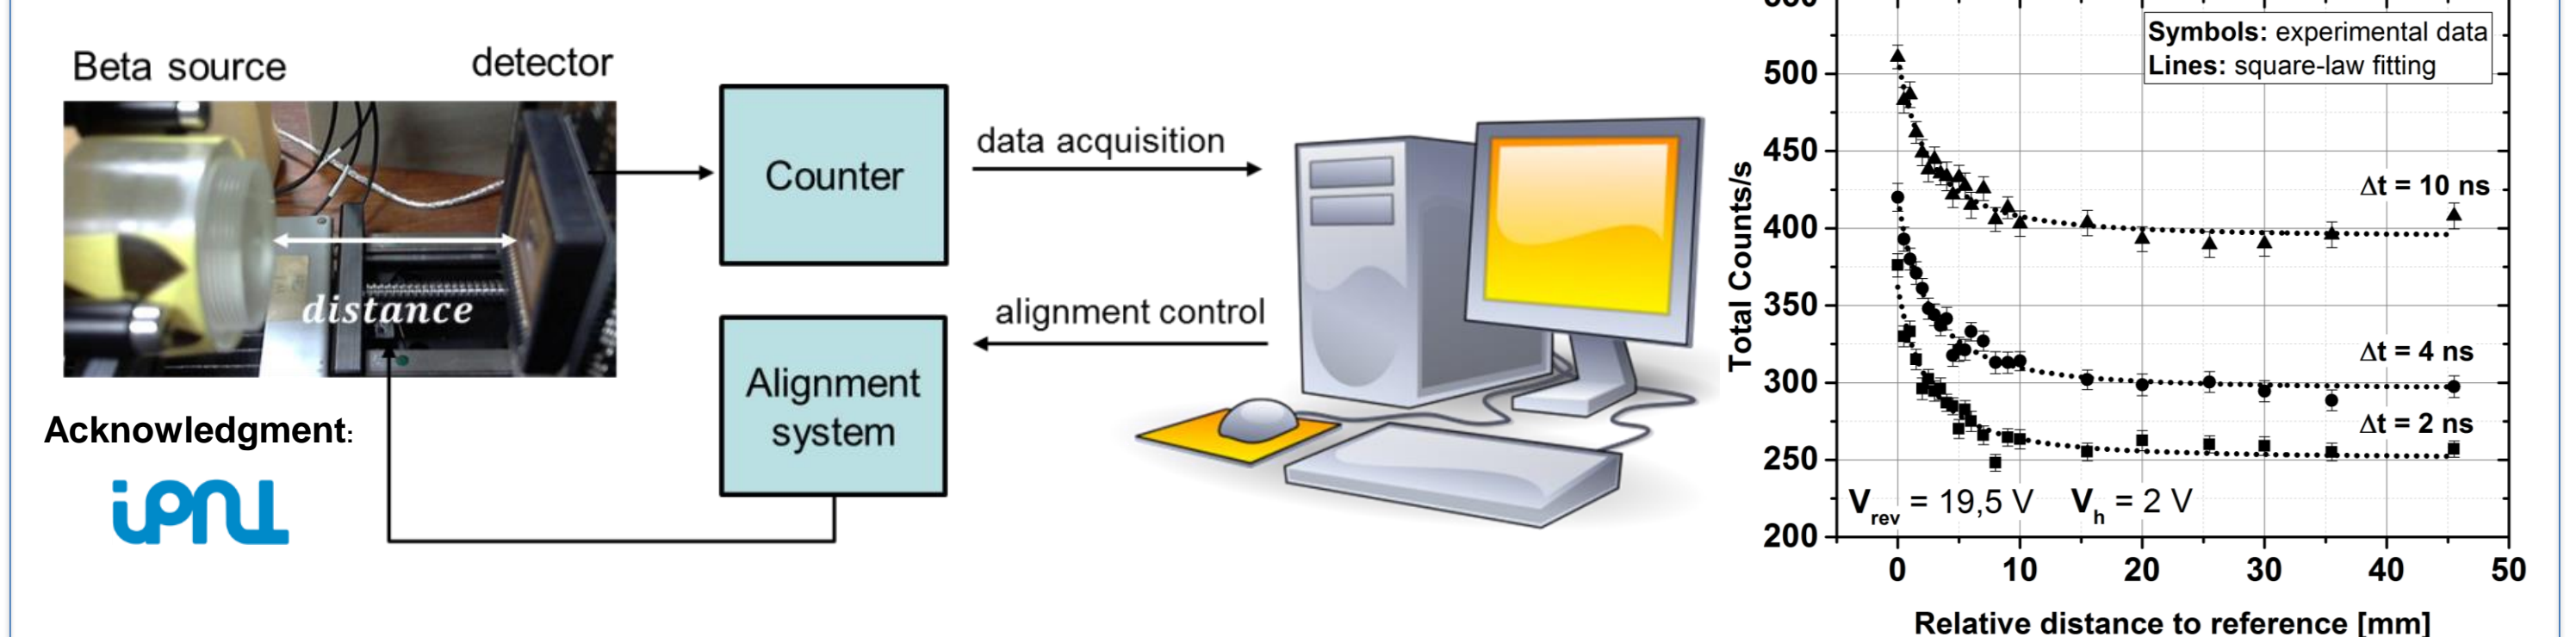 Beta source
detector
distance
Counter
data acquisition
alignment control
Alignment
system
Acknowledgment:
ipnl
Symbols: experimental data
Lines: square-law fitting
500
450
400
350
300
250
200
Total Counts/s
Δt = 10 ns
Δt = 4 ns
Δt = 2 ns
Vrev = 19,5 V Vh = 2 V
0 10 20 30 40 50
Relative distance to reference [mm]